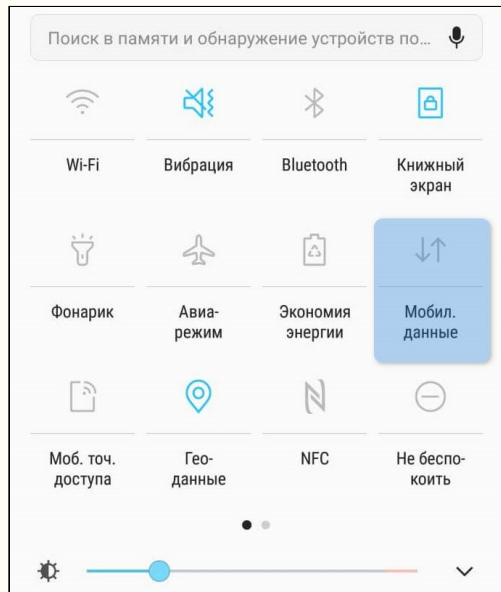 Поиск в памяти и обнаружение устройств по...
Wi-Fi
Вибрация
Bluetooth
Книжный
экран
Фонарик
Авиа-
режим
Экономия
энергии
Мобил.
данные
Моб. точ.
доступа
Гео-
данные
NFC
Не беспо-
коить